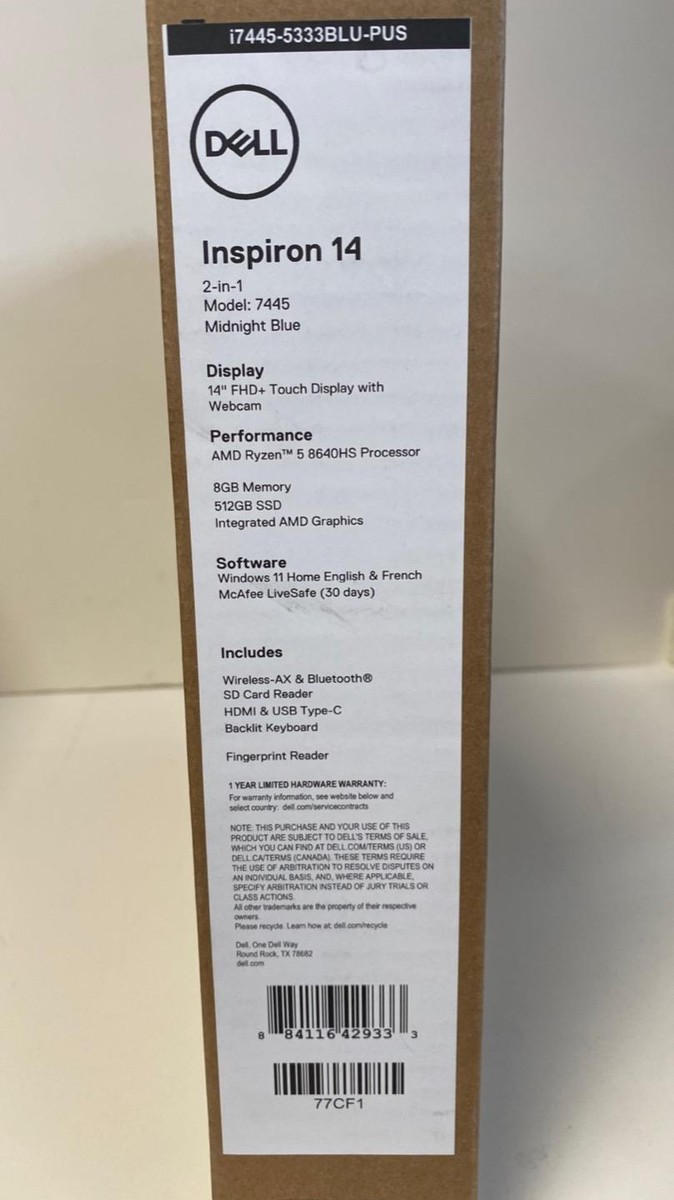 i7445-5333BLU-PUS
DELL
Inspiron 14
2-in-1
Model: 7445
Midnight Blue
Display
14" FHD+ Touch Display with
Webcam
Performance
AMD Ryzen™ 5 8640HS Processor
8GB Memory
512GB SSD
Integrated AMD Graphics
Software
Windows 11 Home English & French
McAfee LiveSafe (30 days)
Includes
Wireless-AX & Bluetooth®
SD Card Reader
HDMI & USB Type-C
Backlit Keyboard
Fingerprint Reader
1 YEAR LIMITED HARDWARE WARRANTY:
For warranty information, see website below and
select country: dell.com/servicecontracts
NOTE: THIS PURCHASE AND YOUR USE OF THIS
PRODUCT ARE SUBJECT TO DELL'S TERMS OF SALE,
WHICH YOU CAN FIND AT DELL.COM/TERMS (US) OR
DELL.CA/TERMS (CANADA). THESE TERMS REQUIRE
THE USE OF ARBITRATION TO RESOLVE DISPUTES ON
AN INDIVIDUAL BASIS, AND, WHERE APPLICABLE,
SPECIFY ARBITRATION INSTEAD OF JURY TRIALS OR
CLASS ACTIONS.
All other trademarks are the property of their respective
owners.
Please recycle. Learn how at: dell.com/recycle
Dell, One Dell Way
Round Rock, TX 78682
dell.com
8 84116 42933 3
77CF1